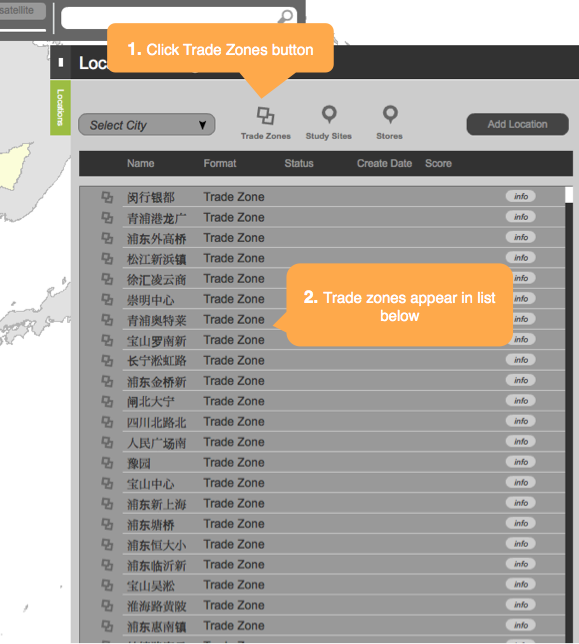 satellite
1. Click Trade Zones button
Loc
Locations
Select City
Trade Zones
Study Sites
Stores
Add Location
Name Format Status Create Date Score
闵行银都 Trade Zone info
青浦港龙广 Trade Zone info
浦东外高桥 Trade Zone info
松江新浜镇 Trade Zone info
徐汇凌云商 Trade Zone info
崇明中心 Trade Zone info
青浦奥特莱 Trade Zone info
2. Trade zones appear in list
below
宝山罗南新 Trade Zone info
长宁淞虹路 Trade Zone info
浦东金桥新 Trade Zone info
闸北大宁 Trade Zone info
四川北路北 Trade Zone info
人民广场南 Trade Zone info
豫园 Trade Zone info
宝山中心 Trade Zone info
浦东新上海 Trade Zone info
浦东塘桥 Trade Zone info
浦东恒大小 Trade Zone info
浦东临沂新 Trade Zone info
宝山吴淞 Trade Zone info
淮海路黄陂 Trade Zone info
浦东惠南镇 Trade Zone info